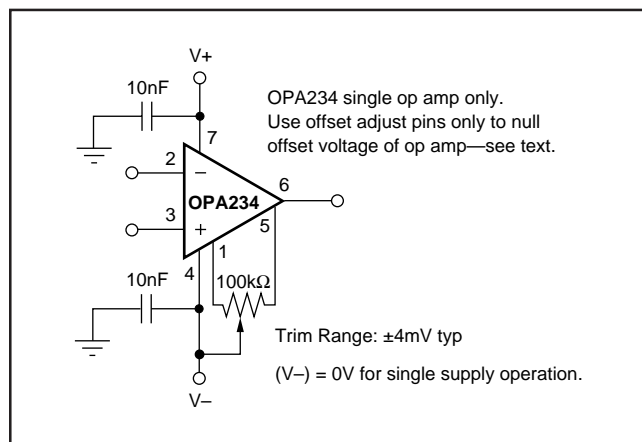 V+
10nF
OPA234 single op amp only.
Use offset adjust pins only to null
offset voltage of op amp—see text.
7
2
–
6
OPA234
3
+
5
1
4
10nF
100kΩ
Trim Range: ±4mV typ
(V–) = 0V for single supply operation.
V–